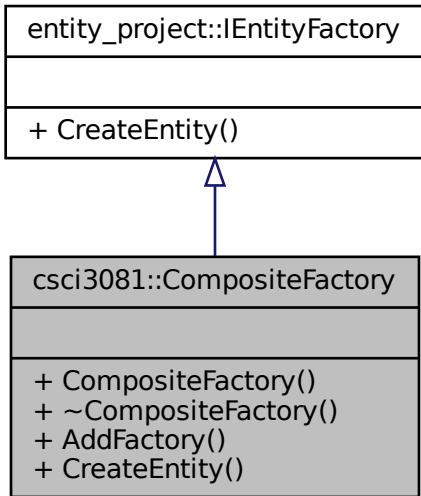 entity_project::IEntityFactory
+ CreateEntity()
csci3081::CompositeFactory
+ CompositeFactory()
+ ~CompositeFactory()
+ AddFactory()
+ CreateEntity()